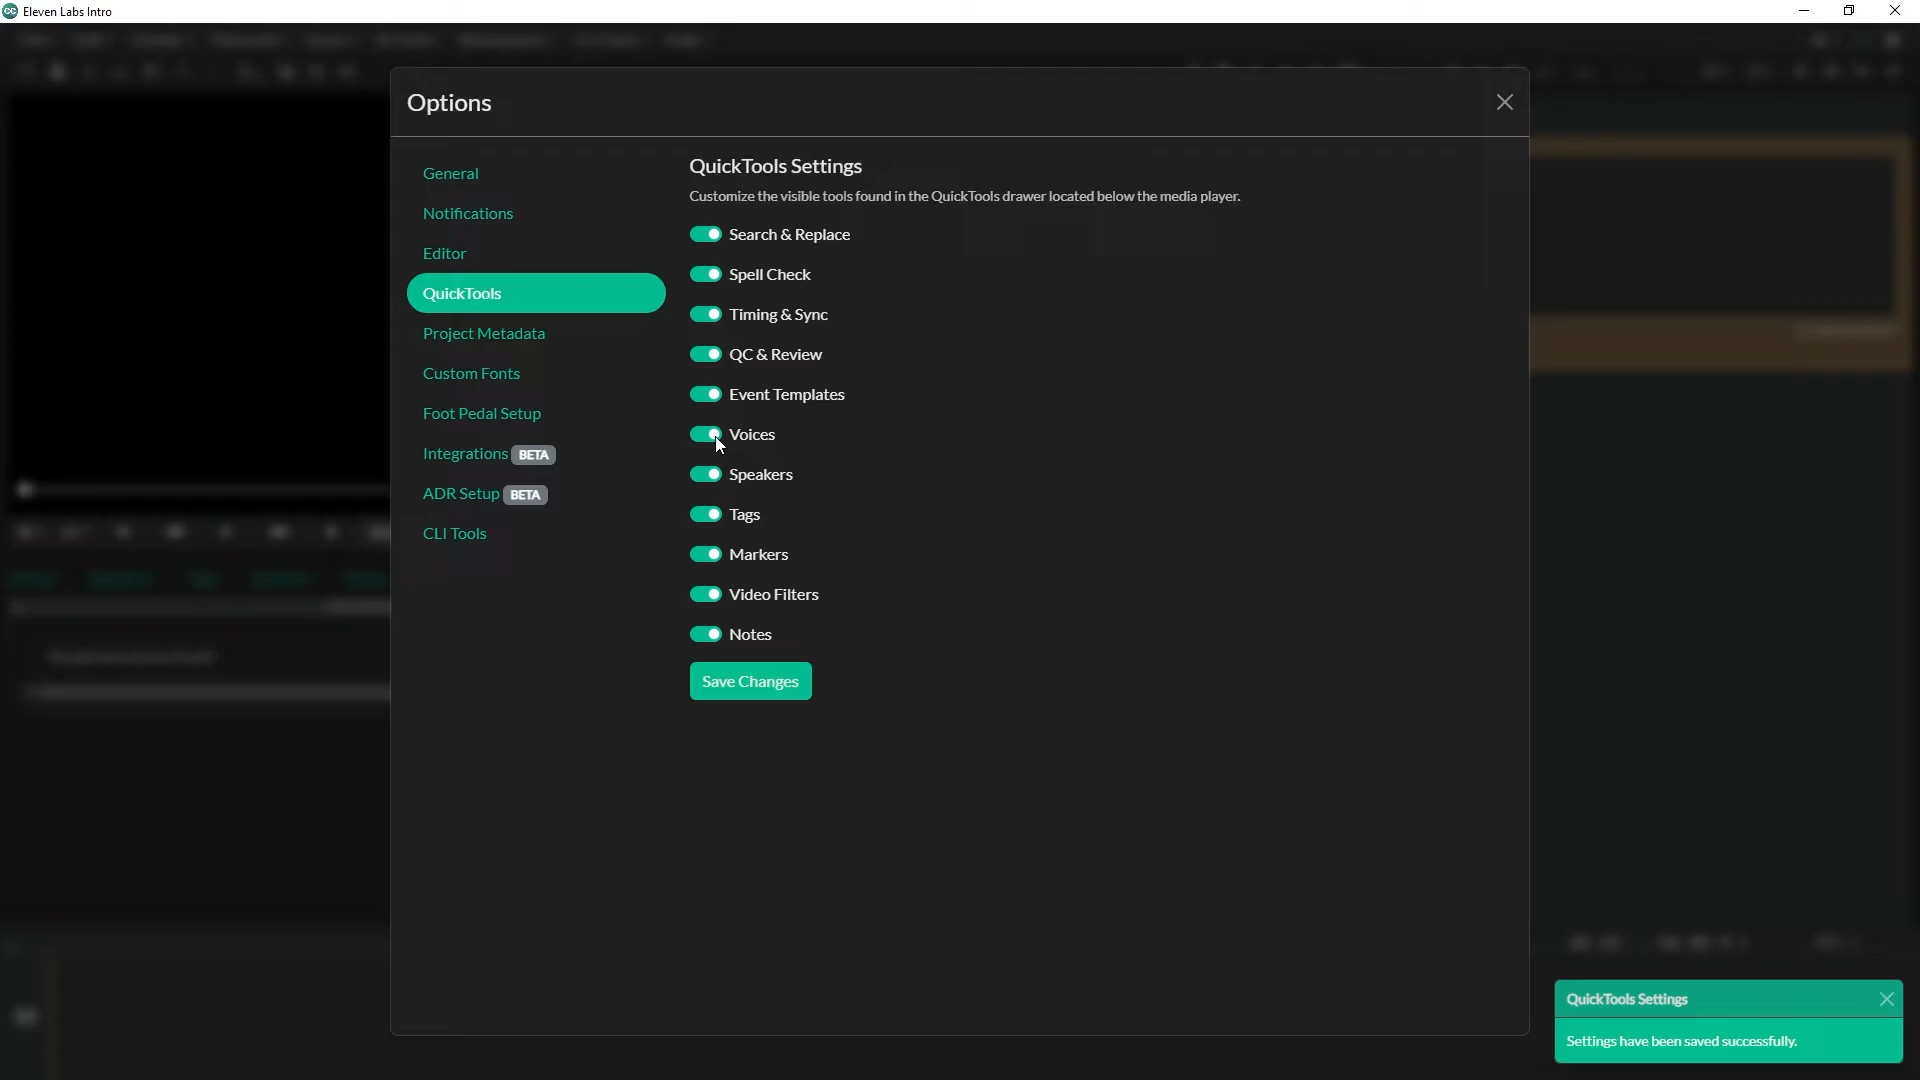 Eleven Labs Intro
Options
General
Notifications
Editor
QuickTools
Project Metadata
Custom Fonts
Foot Pedal Setup
Integrations BETA
ADR Setup BETA
CLI Tools
QuickTools Settings
Customize the visible tools found in the QuickTools drawer located below the media player.
Search & Replace
Spell Check
Timing & Sync
QC & Review
Event Templates
Voices
Speakers
Tags
Markers
Video Filters
Notes
Save Changes
QuickTools Settings
Settings have been saved successfully.